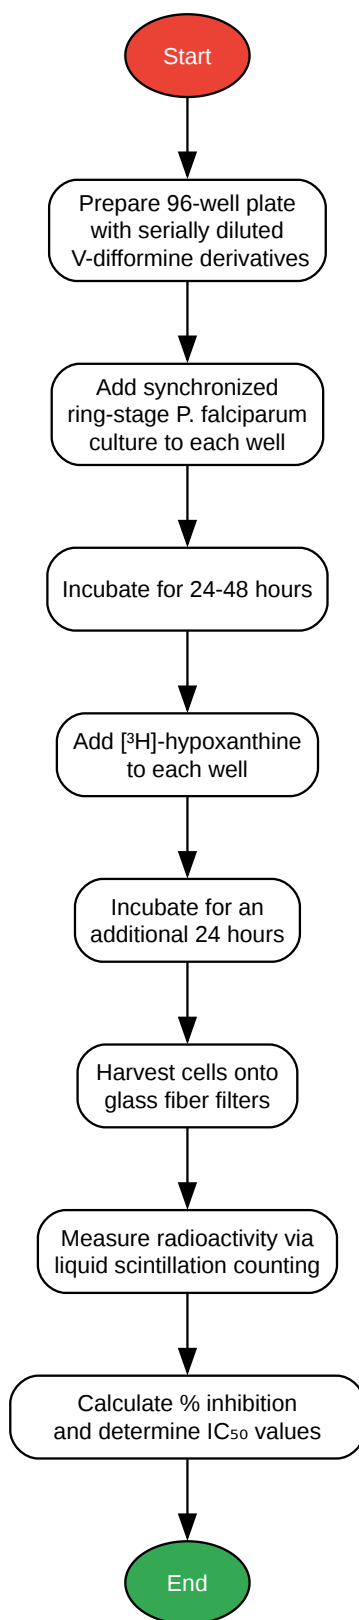 Start
Prepare 96-well plate
with serially diluted
V-difformine derivatives
Add synchronized
ring-stage P. falciparum
culture to each well
Incubate for 24-48 hours
Add [³H]-hypoxanthine
to each well
Incubate for an
additional 24 hours
Harvest cells onto
glass fiber filters
Measure radioactivity via
liquid scintillation counting
Calculate % inhibition
and determine IC₅₀ values
End